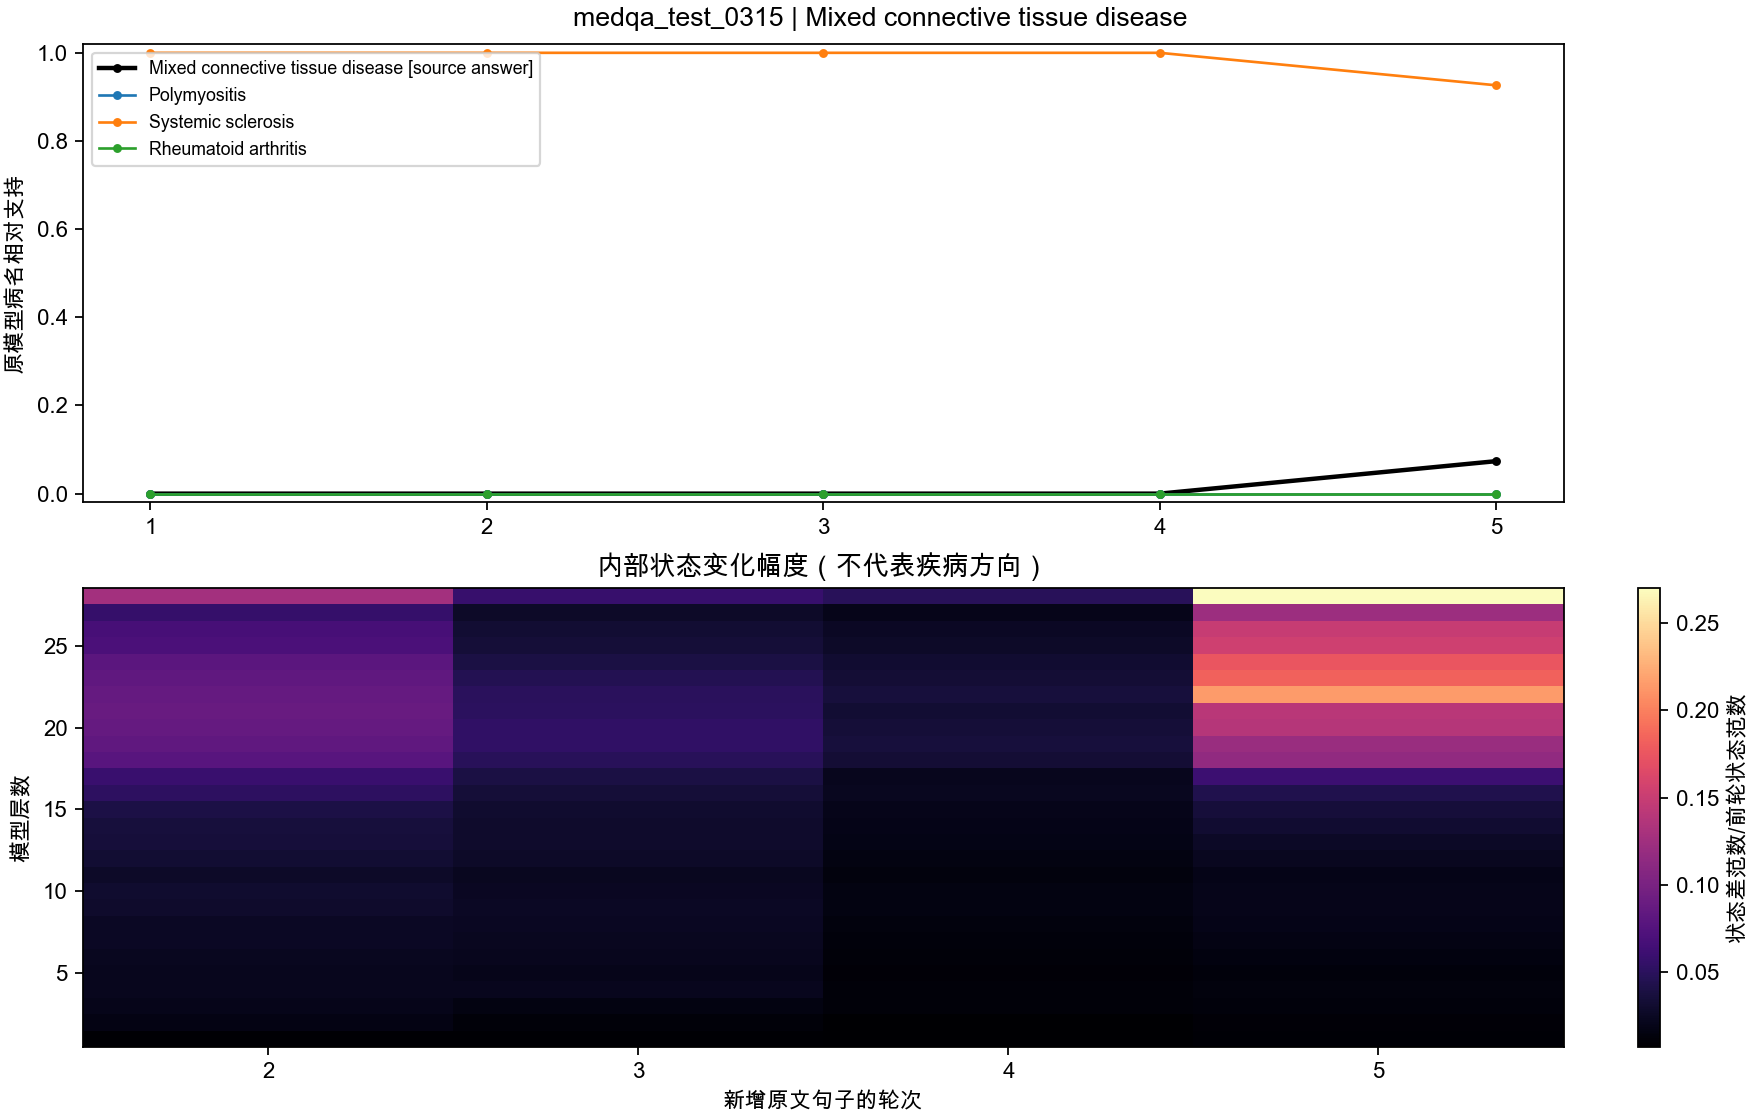 medqa_test_0315 | Mixed connective tissue disease
原模型病名相对支持
1.0
0.8
0.6
0.4
0.2
0.0
Mixed connective tissue disease [source answer]
Polymyositis
Systemic sclerosis
Rheumatoid arthritis
1 2 3 4 5
内部状态变化幅度（不代表疾病方向）
模型层数
25
20
15
10
5
2 3 4 5
新增原文句子的轮次
0.25
0.20
0.15
0.10
0.05
状态差范数/前轮状态范数